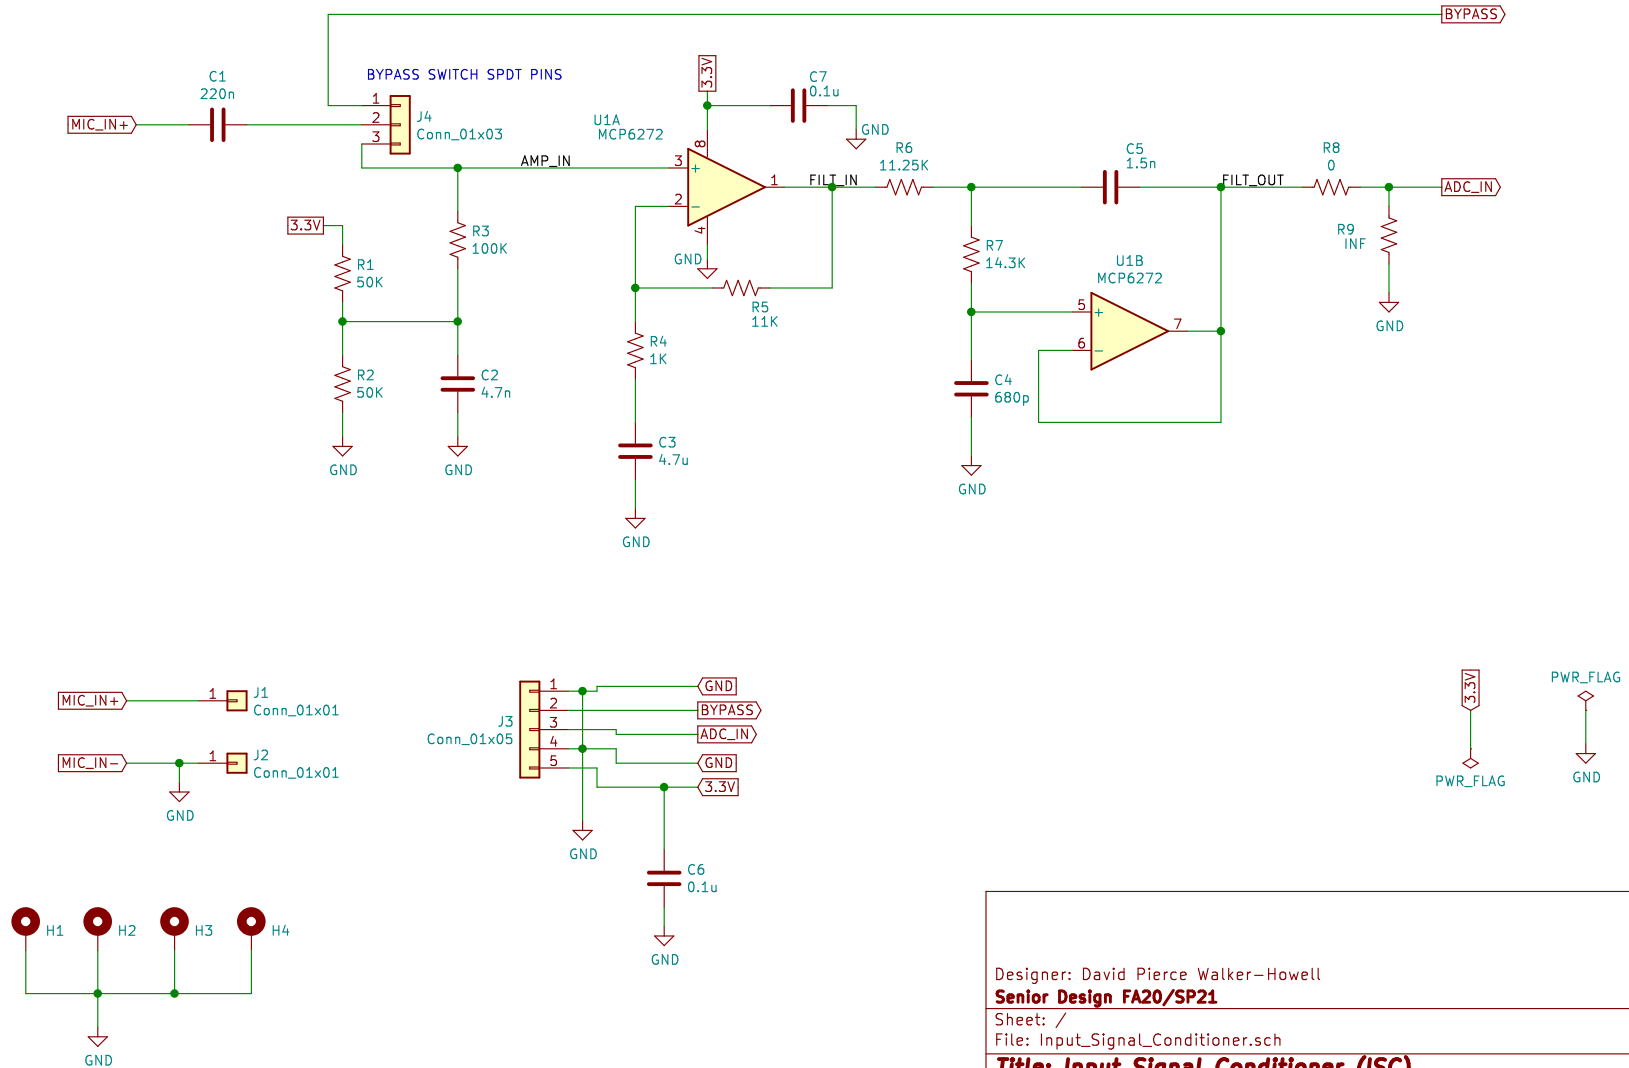 BYPASS
BYPASS SWITCH SPDT PINS
C1
220n
MIC_IN+
1
2
3
J4
Conn_01x03
AMP_IN
3.3V
R1
50K
R2
50K
GND
R3
100K
C2
4.7n
GND
3.3V
C7
0.1u
GND
U1A
MCP6272
8
3
+
2
−
1
4
GND
FILT_IN
R5
11K
R4
1K
C3
4.7u
GND
R6
11.25K
R7
14.3K
C5
1.5n
FILT_OUT
U1B
MCP6272
5
+
6
−
7
C4
680p
GND
R8
0
ADC_IN
R9
INF
GND
MIC_IN+
1
J1
Conn_01x01
MIC_IN-
1
J2
Conn_01x01
GND
J3
Conn_01x05
1
2
3
4
5
GND
BYPASS
ADC_IN
GND
3.3V
GND
C6
0.1u
GND
3.3V
PWR_FLAG
PWR_FLAG
GND
H1
H2
H3
H4
GND
Designer: David Pierce Walker-Howell
Senior Design FA20/SP21
Sheet: /
File: Input_Signal_Conditioner.sch
Title: Input Signal Conditioner (ISC)